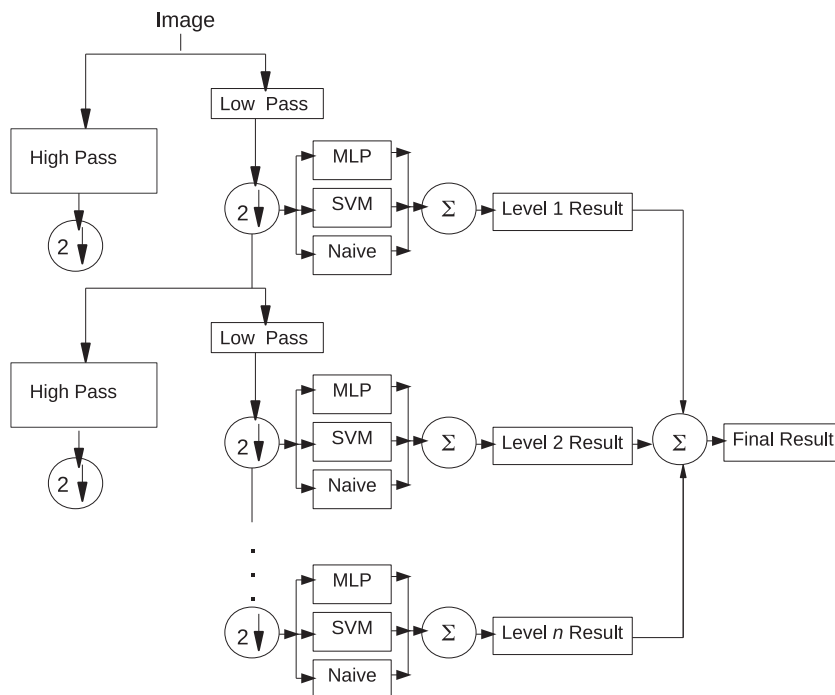 Image
Low Pass
High Pass
MLP
2
SVM
Σ
Level 1 Result
2
Naive
Low Pass
High Pass
MLP
2
SVM
Σ
Level 2 Result
Σ
Final Result
2
Naive
.
.
.
MLP
2
SVM
Σ
Level n Result
Naive